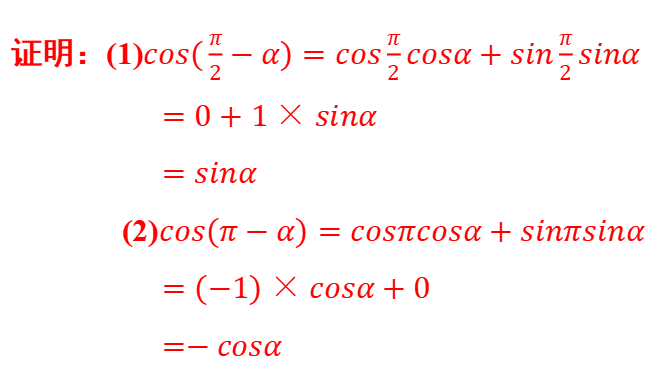 证明：(1)cos(π/2 − α) = cos π/2 cosα + sin π/2 sinα
= 0 + 1 × sinα
= sinα
(2)cos(π − α) = cosπcosα + sinπsinα
= (−1) × cosα + 0
=− cosα